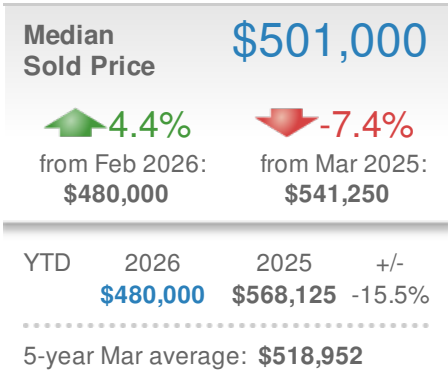 Median
Sold Price
$501,000
4.4%
from Feb 2026:
$480,000
-7.4%
from Mar 2025:
$541,250
YTD 2026 2025 +/-
$480,000 $568,125 -15.5%
5-year Mar average: $518,952